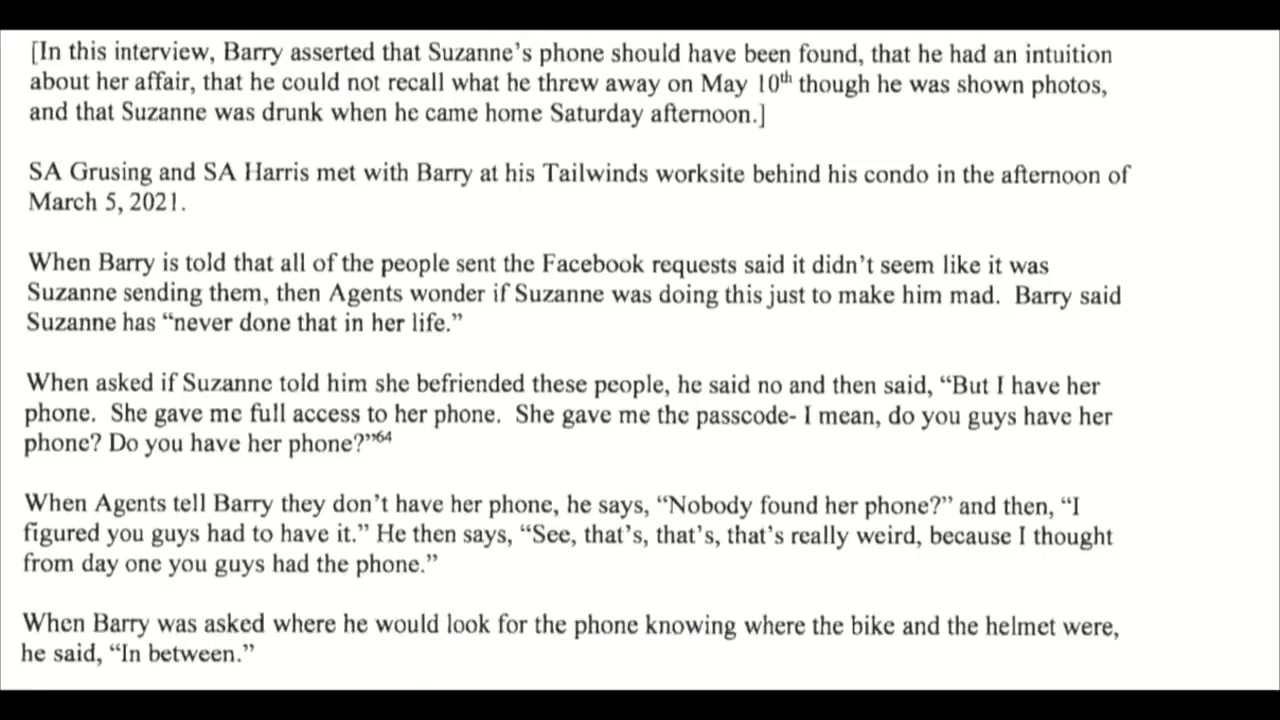 [In this interview, Barry asserted that Suzanne's phone should have been found, that he had an intuition
about her affair, that he could not recall what he threw away on May 10th though he was shown photos,
and that Suzanne was drunk when he came home Saturday afternoon.]
SA Grusing and SA Harris met with Barry at his Tailwinds worksite behind his condo in the afternoon of
March 5, 2021.
When Barry is told that all of the people sent the Facebook requests said it didn't seem like it was
Suzanne sending them, then Agents wonder if Suzanne was doing this just to make him mad.  Barry said
Suzanne has “never done that in her life.”
When asked if Suzanne told him she befriended these people, he said no and then said, “But I have her
phone.  She gave me full access to her phone.  She gave me the passcode- I mean, do you guys have her
phone? Do you have her phone?”64
When Agents tell Barry they don't have her phone, he says, “Nobody found her phone?” and then, “I
figured you guys had to have it.” He then says, “See, that's, that's, that's really weird, because I thought
from day one you guys had the phone.”
When Barry was asked where he would look for the phone knowing where the bike and the helmet were,
he said, “In between.”